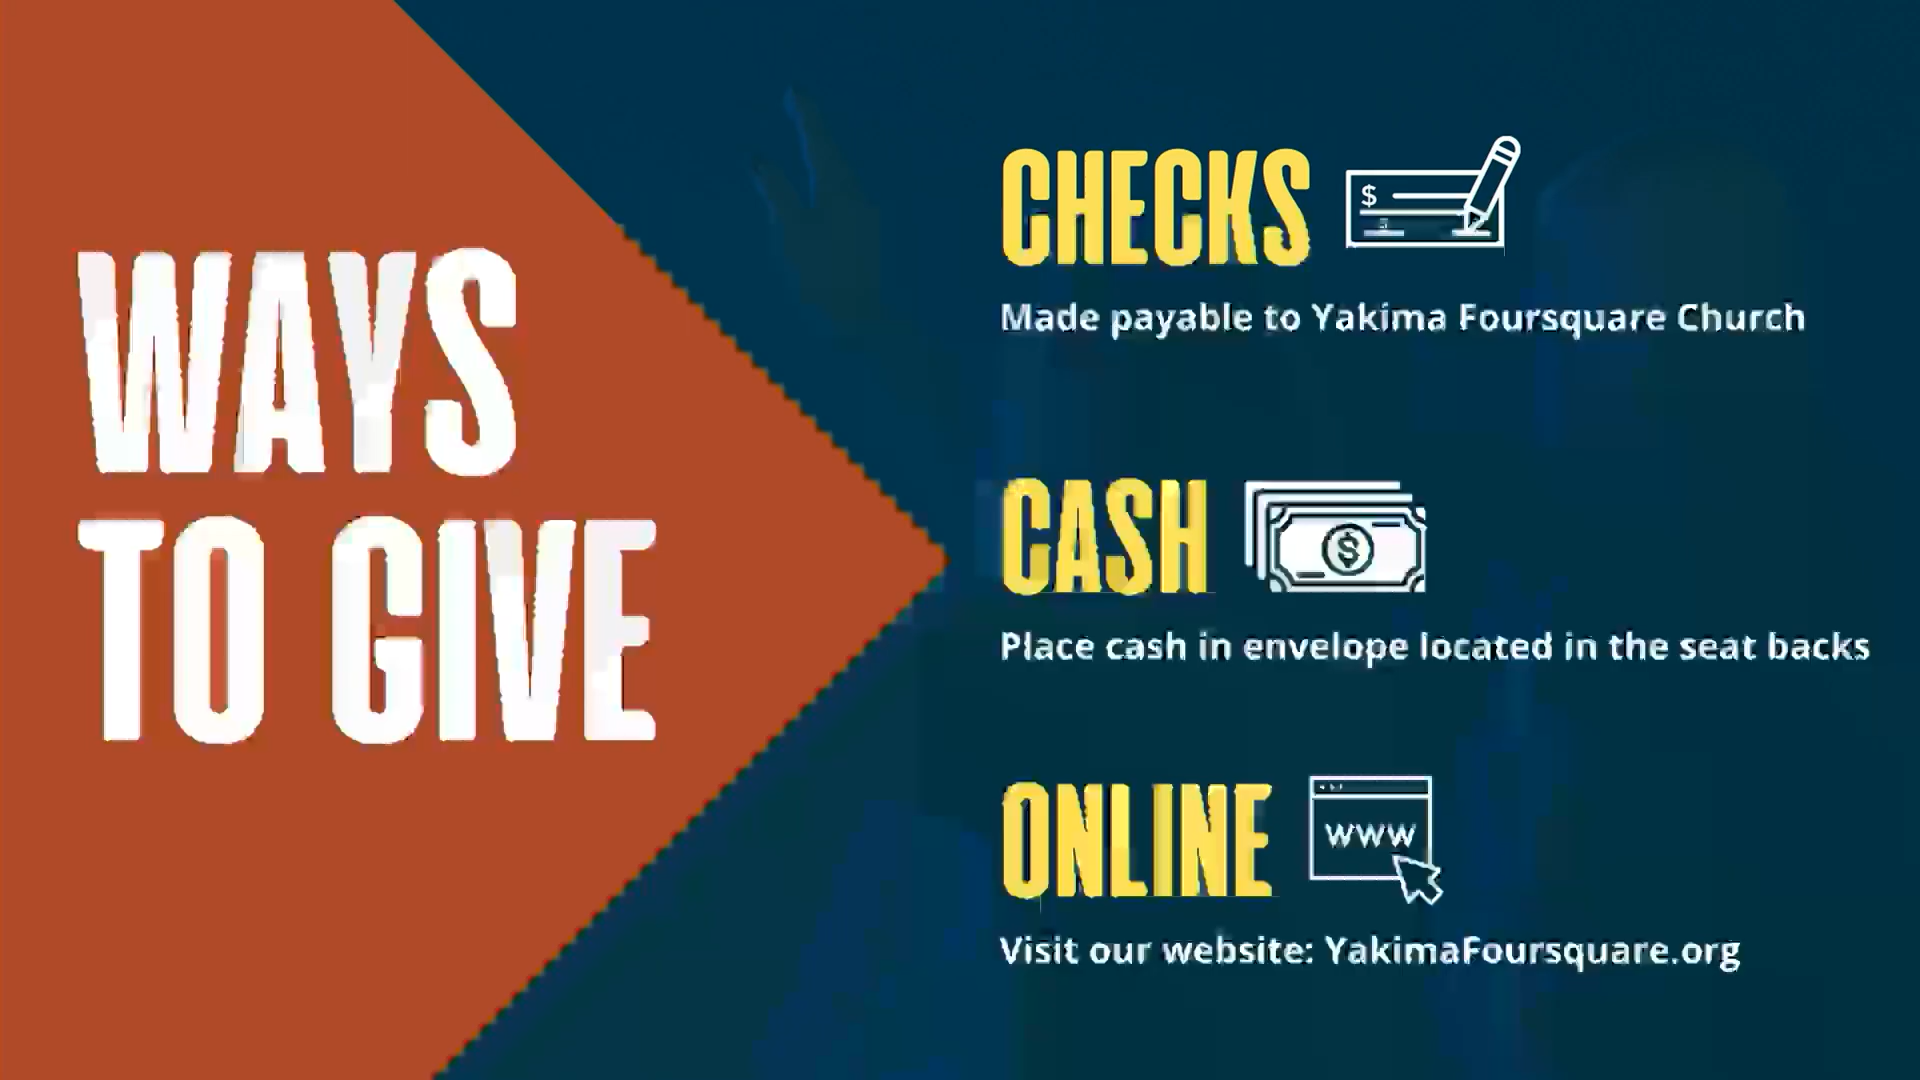 WAYS
TO GIVE
CHECKS
$
Made payable to Yakima Foursquare Church
CASH
$
Place cash in envelope located in the seat backs
ONLINE
WWW
Visit our website: YakimaFoursquare.org